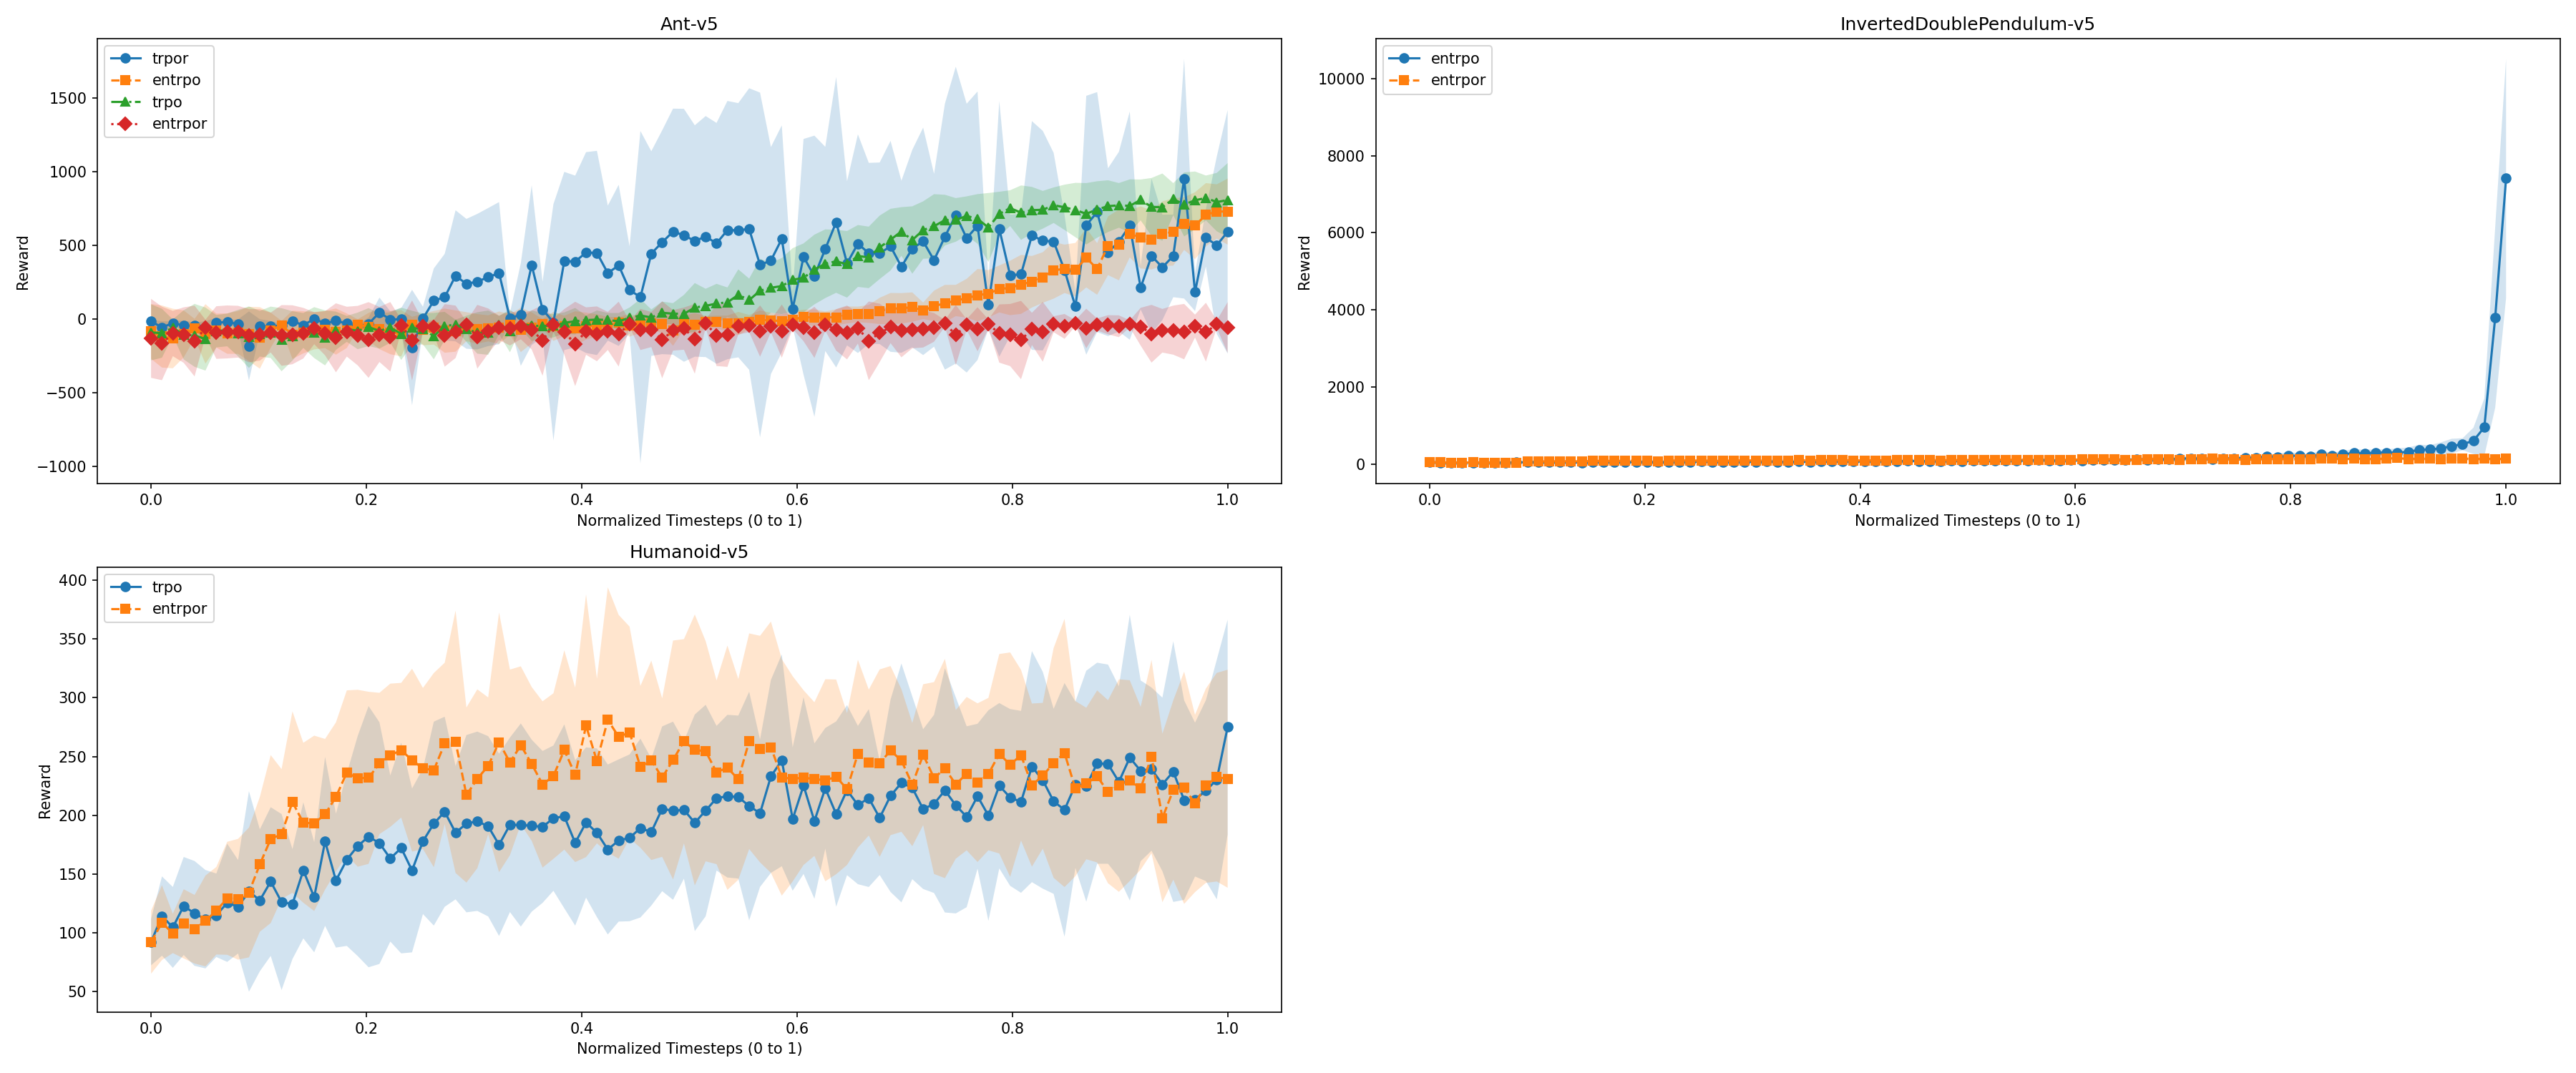 Ant-v5
trpor
entrpo
trpo
entrpor
1500
1000
500
0
−500
−1000
Reward
0.0 0.2 0.4 0.6 0.8 1.0
Normalized Timesteps (0 to 1)
InvertedDoublePendulum-v5
entrpo
entrpor
10000
8000
6000
4000
2000
0
Reward
0.0 0.2 0.4 0.6 0.8 1.0
Normalized Timesteps (0 to 1)
Humanoid-v5
trpo
entrpor
400
350
300
250
200
150
100
50
Reward
0.0 0.2 0.4 0.6 0.8 1.0
Normalized Timesteps (0 to 1)